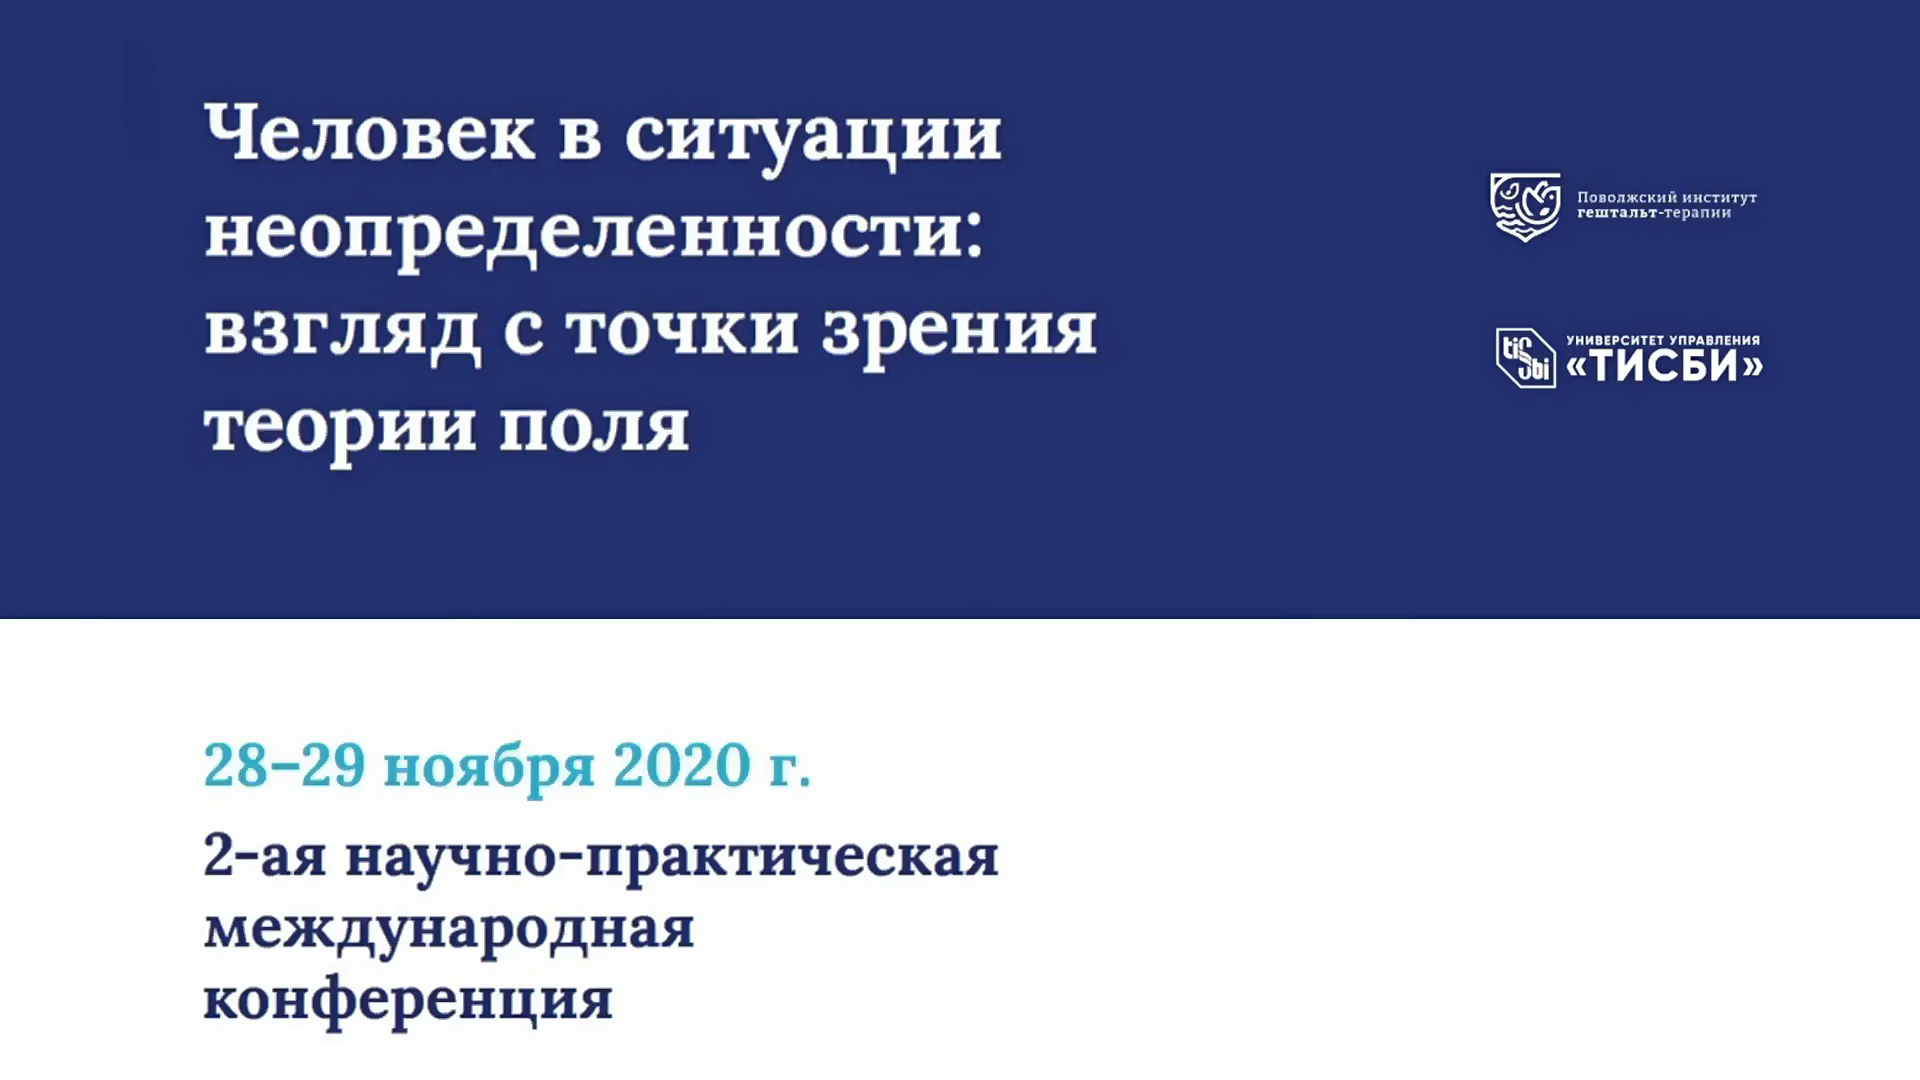 Человек в ситуации
неопределенности:
взгляд с точки зрения
теории поля
Поволжский институт
гештальт-терапии
tisbi
УНИВЕРСИТЕТ УПРАВЛЕНИЯ
«ТИСБИ»
28–29 ноября 2020 г.
2-ая научно-практическая
международная
конференция